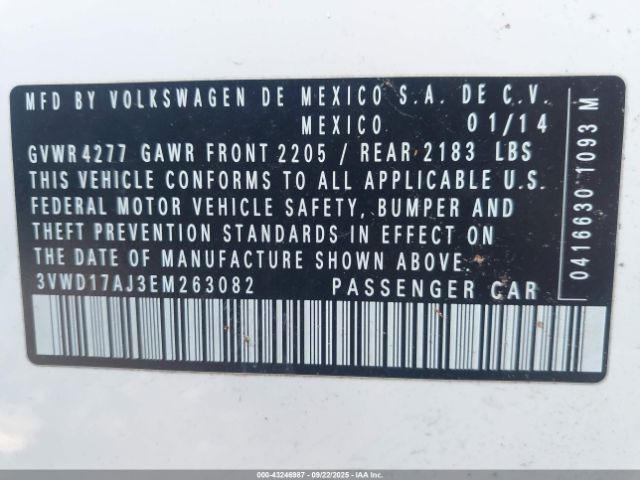 MFD BY VOLKSWAGEN DE MEXICO S.A. DE C.V.
MEXICO 01/14
GVWR 4277 GAWR FRONT 2205 / REAR 2183 LBS
THIS VEHICLE CONFORMS TO ALL APPLICABLE U.S.
FEDERAL MOTOR VEHICLE SAFETY, BUMPER AND
THEFT PREVENTION STANDARDS IN EFFECT ON
THE DATE OF MANUFACTURE SHOWN ABOVE.
3VWD17AJ3EM263082 PASSENGER CAR
0416630 1093 M
000-43246987 - 09/22/2025 - IAAI.COM